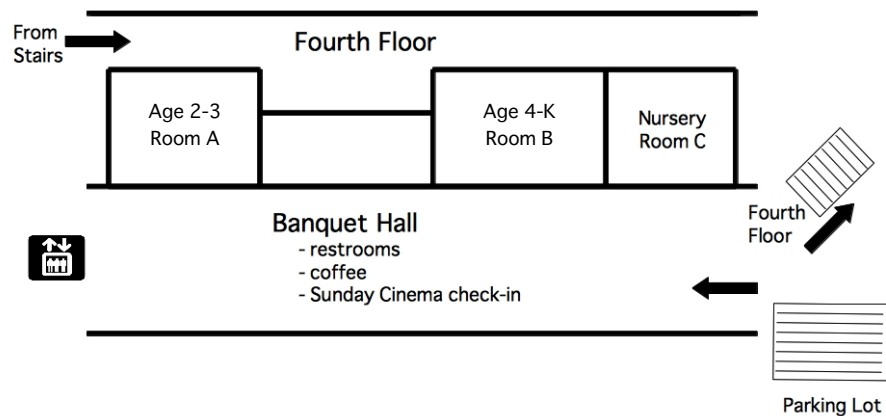 From
Stairs
Fourth Floor
Age 2-3
Room A
Age 4-K
Room B
Nursery
Room C
Banquet Hall
- restrooms
- coffee
- Sunday Cinema check-in
Fourth
Floor
Parking Lot